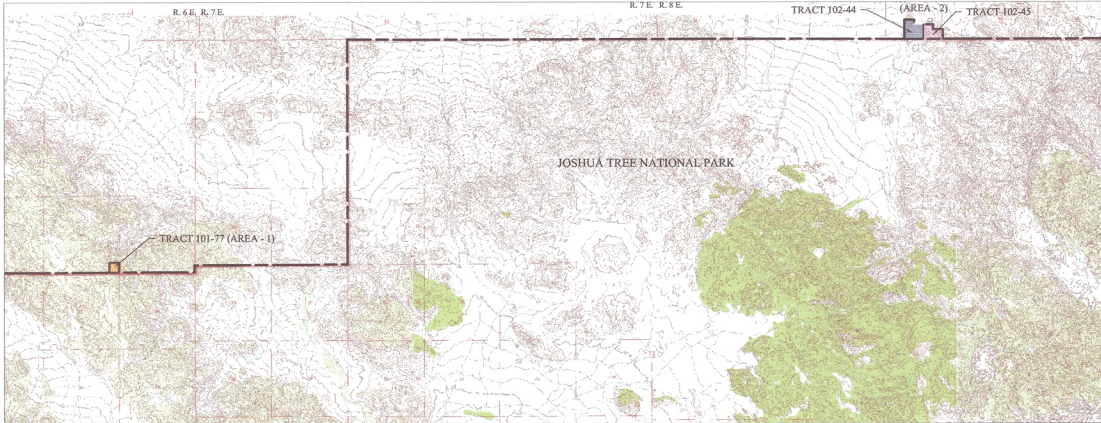 R. 6 E. R. 7 E.
R. 7 E. R. 8 E.
TRACT 102-44
(AREA - 2)
TRACT 102-45
JOSHUA TREE NATIONAL PARK
TRACT 101-77 (AREA - 1)